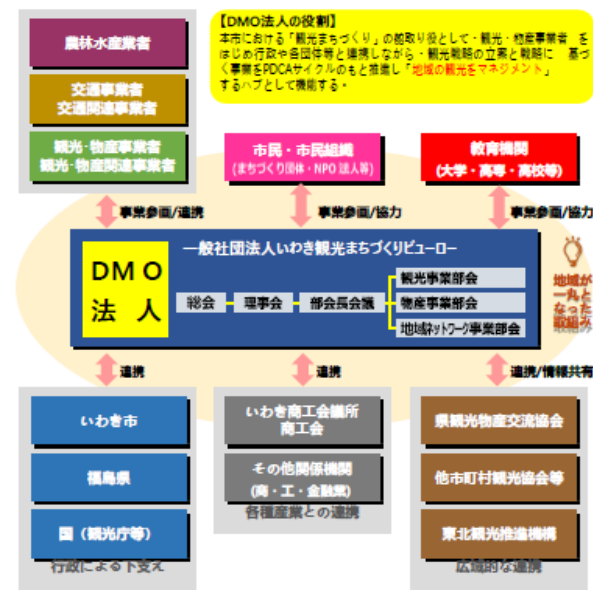 【DMO法人の役割】
本市における「観光まちづくり」の舵取り役として・観光・物産事業者 を
はじめ行政や各団体等と連携しながら・観光戦略の立案と戦略に 基づ
く事業をPDCAサイクルのもと推進し「地域の観光をマネジメント」
するハブとして機能する・
農林水産業者
交通事業者
交通関連事業者
観光・物産事業者
観光・物産関連事業者
市民・市民組織
(まちづくり団体・NPO法人等)
教育機関
(大学・高専・高校等)
事業参画/連携
事業参画/協力
事業参画/協力
一般社団法人いわき観光まちづくりビューロー
DMO
法人
総会
理事会
部会長会議
観光事業部会
物産事業部会
地域ネットワーク事業部会
地域が
一丸と
なった
取組み
連携
連携
連携/情報共有
いわき市
福島県
国（観光庁等）
行政による下支え
いわき商工会議所
商工会
その他関係機関
(商・工・金融業)
各種産業との連携
県観光物産交流協会
他市町村観光協会等
東北観光推進機構
広域的な連携